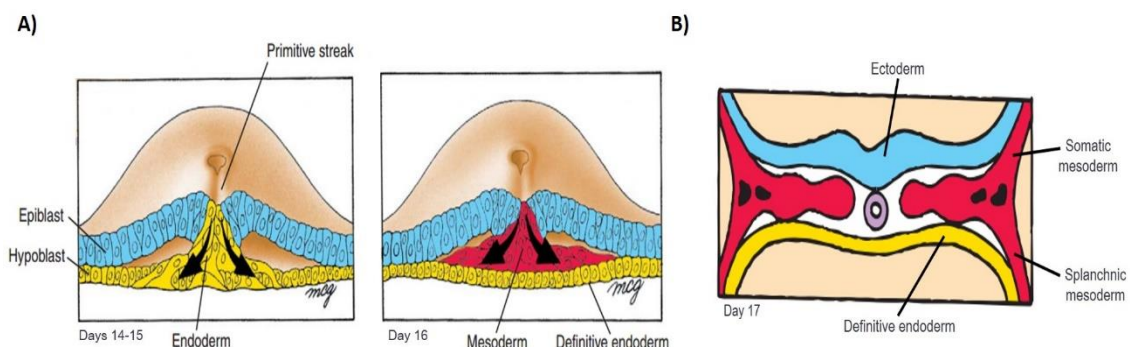 A)
Primitive streak
Epiblast
Hypoblast
mcg
Days 14-15
Endoderm
mcg
Day 16
Mesoderm
Definitive endoderm
B)
Ectoderm
Somatic
mesoderm
Splanchnic
mesoderm
Day 17
Definitive endoderm